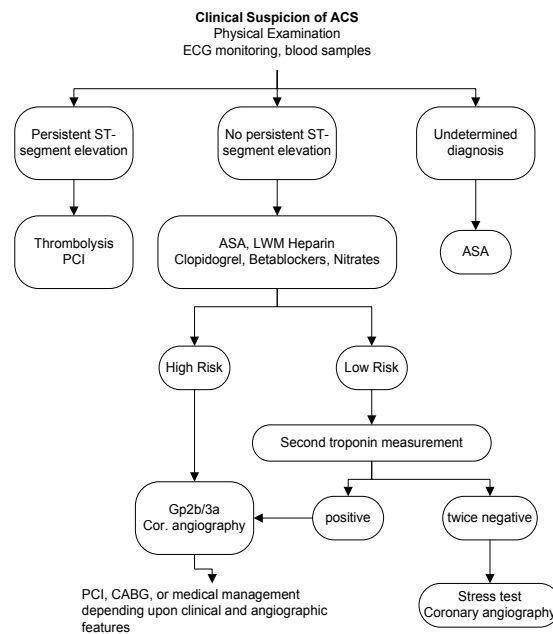 Clinical Suspicion of ACS
Physical Examination
ECG monitoring, blood samples
Persistent ST-
segment elevation
No persistent ST-
segment elevation
Undetermined
diagnosis
Thrombolysis
PCI
ASA, LWM Heparin
Clopidogrel, Betablockers, Nitrates
ASA
High Risk
Low Risk
Second troponin measurement
Gp2b/3a
Cor. angiography
positive
twice negative
PCI, CABG, or medical management
depending upon clinical and angiographic
features
Stress test
Coronary angiography